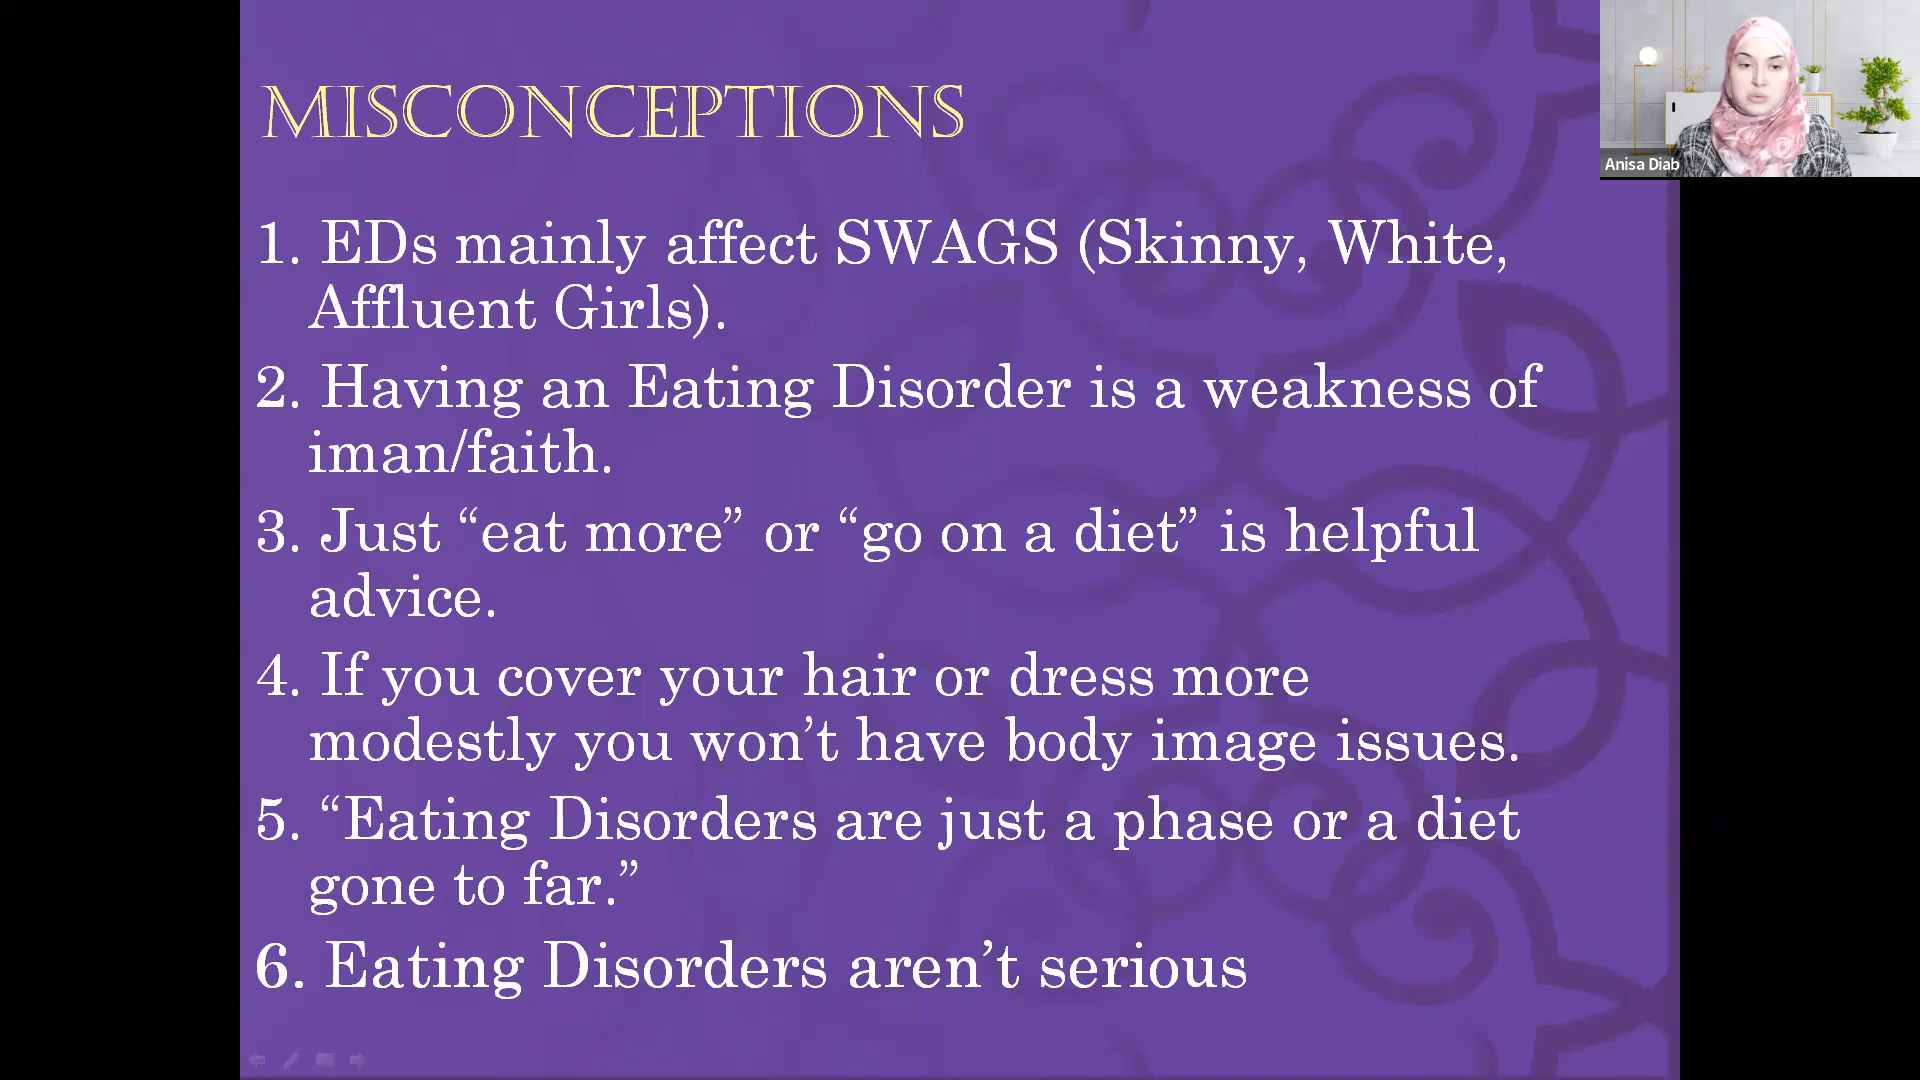 MISCONCEPTIONS
Anisa Diab
1. EDs mainly affect SWAGS (Skinny, White,
Affluent Girls).
2. Having an Eating Disorder is a weakness of
iman/faith.
3. Just “eat more” or “go on a diet” is helpful
advice.
4. If you cover your hair or dress more
modestly you won’t have body image issues.
5. “Eating Disorders are just a phase or a diet
gone to far.”
6. Eating Disorders aren’t serious